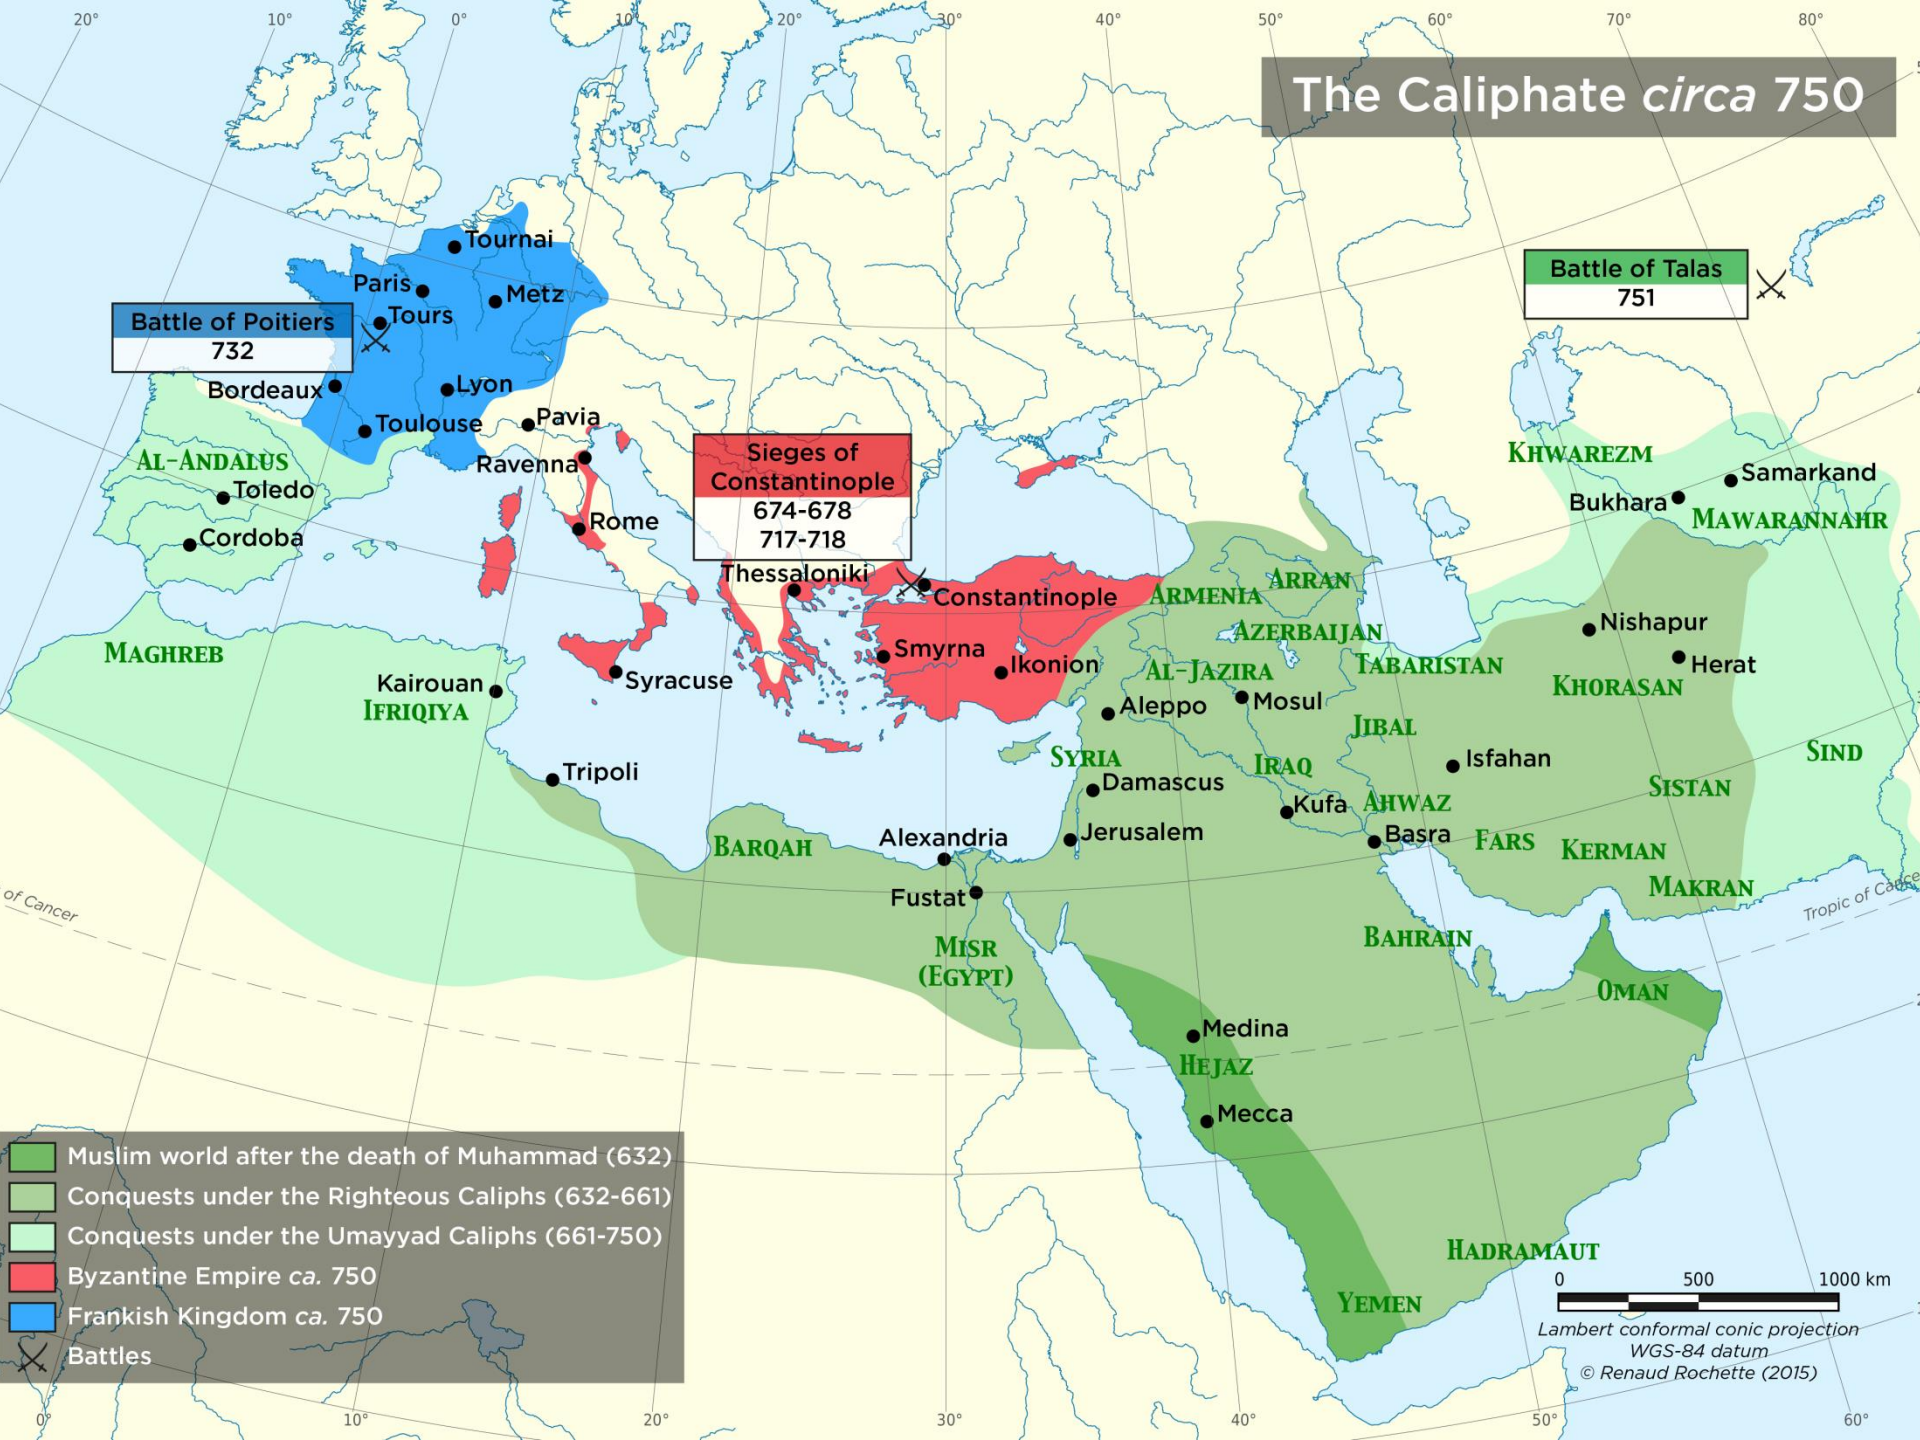 20°
10°
0°
10°
20°
30°
40°
50°
60°
70°
80°
The Caliphate circa 750
Tournai
Paris
Metz
Tours
Battle of Poitiers
732
Bordeaux
Lyon
Toulouse
Pavia
Ravenna
Rome
Battle of Talas
751
Sieges of
Constantinople
674-678
717-718
AL-ANDALUS
Toledo
Cordoba
KHWAREZM
Samarkand
Bukhara
MAWARANNAHR
Thessaloniki
Constantinople
ARMENIA
ARRAN
AZERBAIJAN
Smyrna
Ikonion
Syracuse
AL-JAZIRA
TABARISTAN
Nishapur
Herat
KHORASAN
MAGHREB
Kairouan
IFRIQIYA
Aleppo
Mosul
JIBAL
Isfahan
SIND
SYRIA
IRAQ
Damascus
Kufa
AHWAZ
SISTAN
Tripoli
BARQAH
Alexandria
Jerusalem
Basra
FARS
KERMAN
MAKRAN
Fustat
of Cancer
Tropic of Cance
MISR
(EGYPT)
BAHRAIN
OMAN
Medina
HEJAZ
Mecca
HADRAMAUT
YEMEN
Muslim world after the death of Muhammad (632)
Conquests under the Righteous Caliphs (632-661)
Conquests under the Umayyad Caliphs (661-750)
Byzantine Empire ca. 750
Frankish Kingdom ca. 750
Battles
0 500 1000 km
Lambert conformal conic projection
WGS-84 datum
© Renaud Rochette (2015)
0°
10°
20°
30°
40°
50°
60°